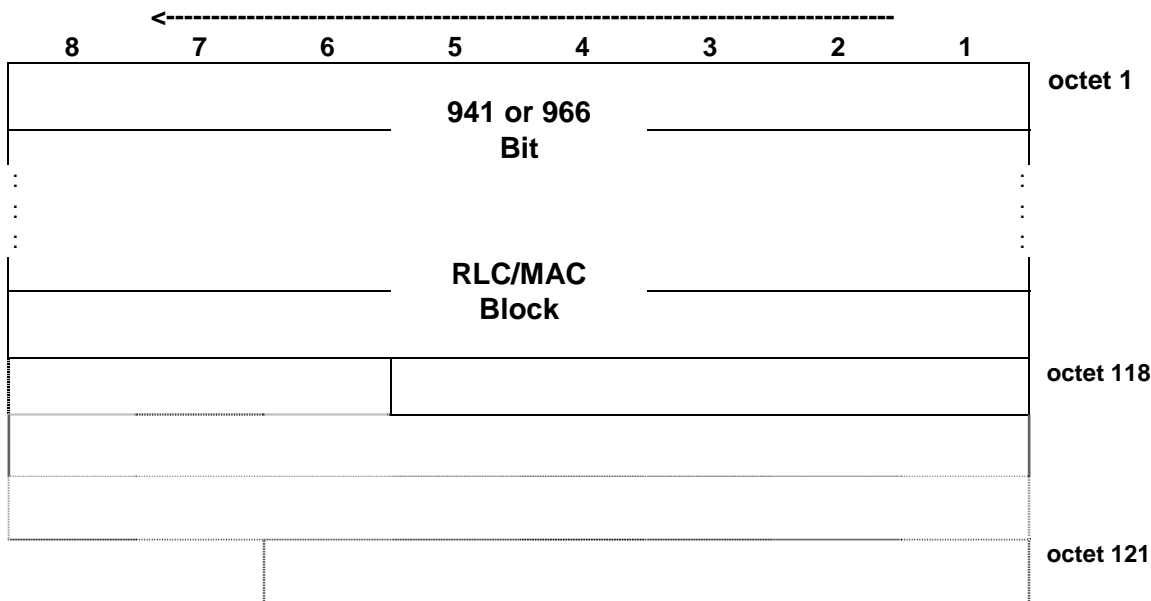 <--------------------------------------------------------------------------------
8 7 6 5 4 3 2 1
octet 1
941 or 966
Bit
: :
: :
: :
RLC/MAC
Block
octet 118
octet 121